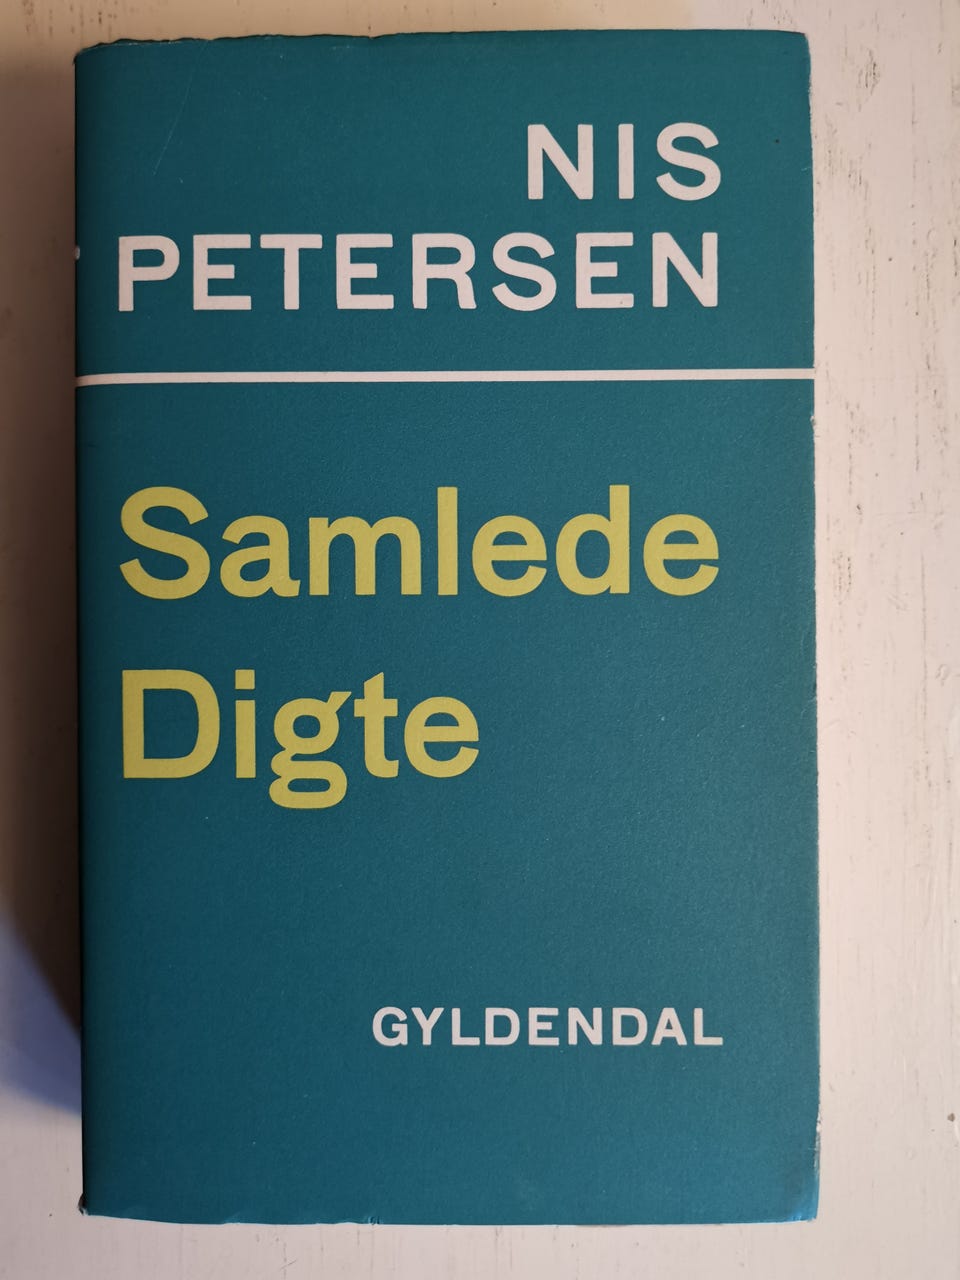 NIS
PETERSEN
Samlede
Digte
GYLDENDAL